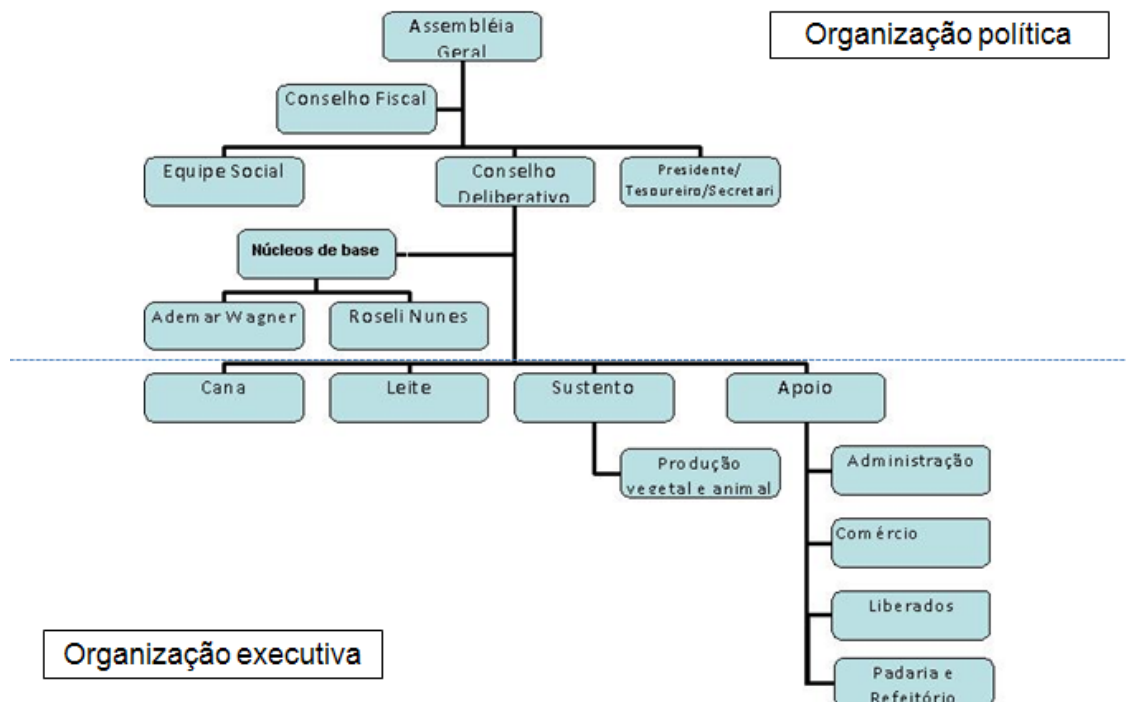 Assembléia
Geral
Organização política
Conselho Fiscal
Equipe Social
Conselho
Deliberativo
Presidente/
Tesoureiro/Secretari
Núcleos de base
Ademar Wagner
Roseli Nunes
Cana
Leite
Sustento
Apoio
Produção
vegetal e animal
Administração
Comércio
Liberados
Padaria e
Refeitório
Organização executiva